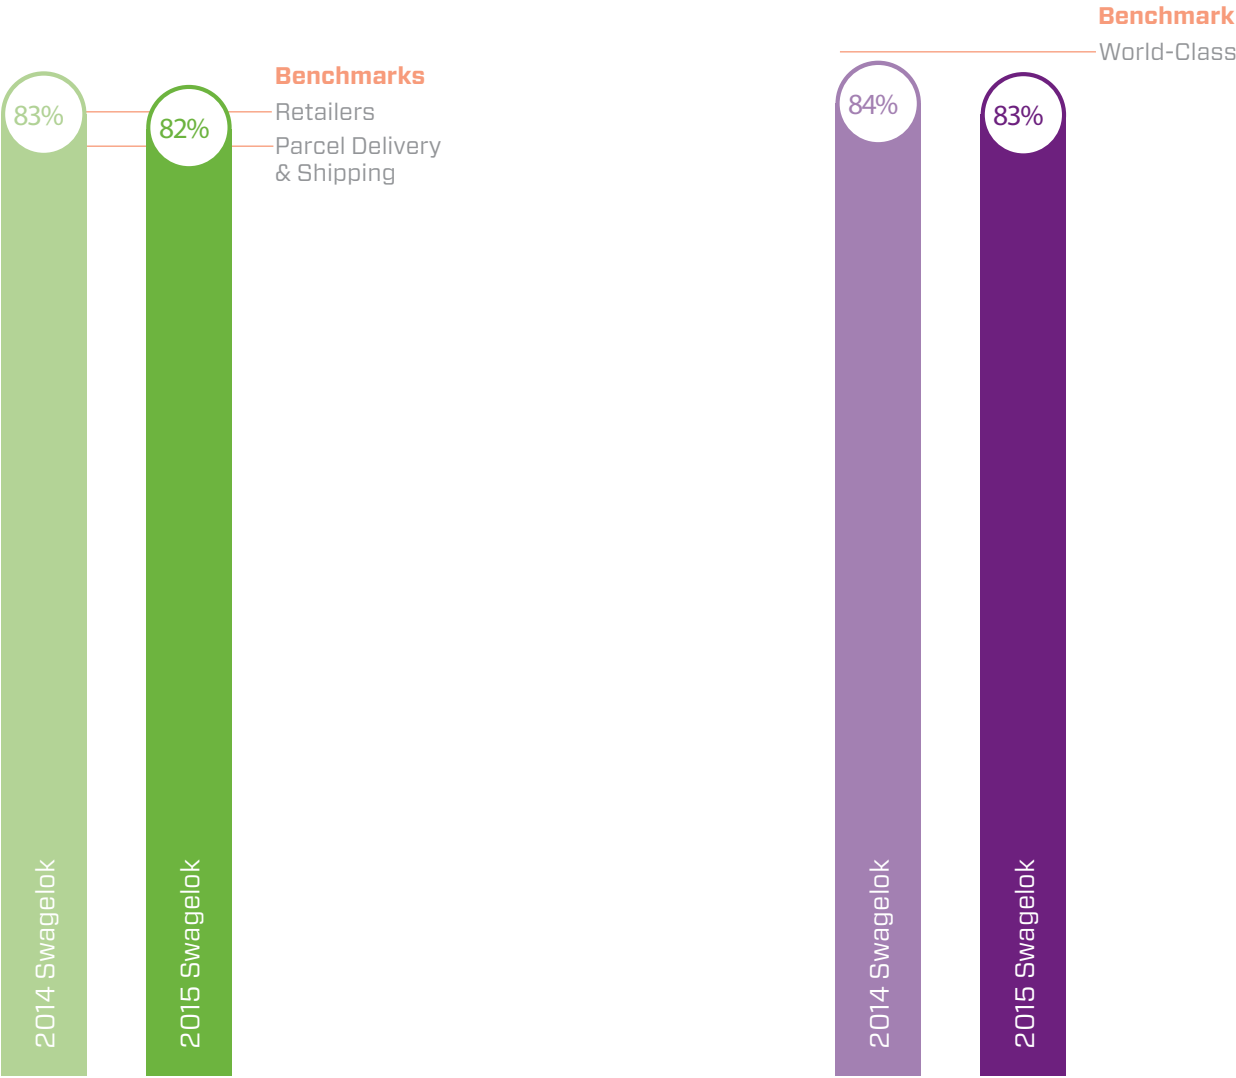 Benchmarks
Retailers
Parcel Delivery
& Shipping
83%
82%
2014 Swagelok
2015 Swagelok
Benchmark
World-Class
84%
83%
2014 Swagelok
2015 Swagelok